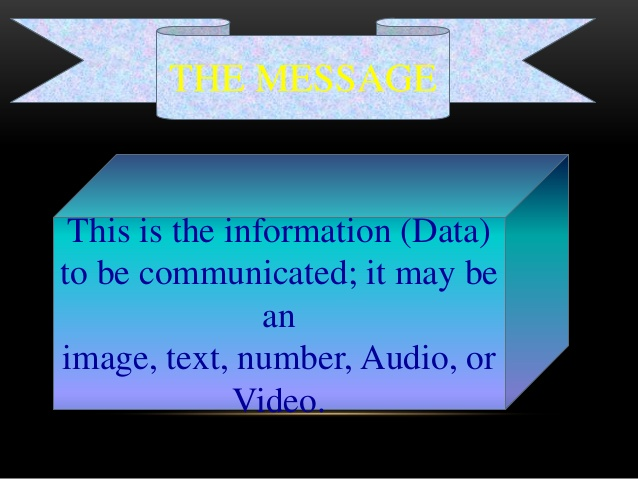 THE MESSAGE
This is the information (Data)
to be communicated; it may be
an
image, text, number, Audio, or
Video.